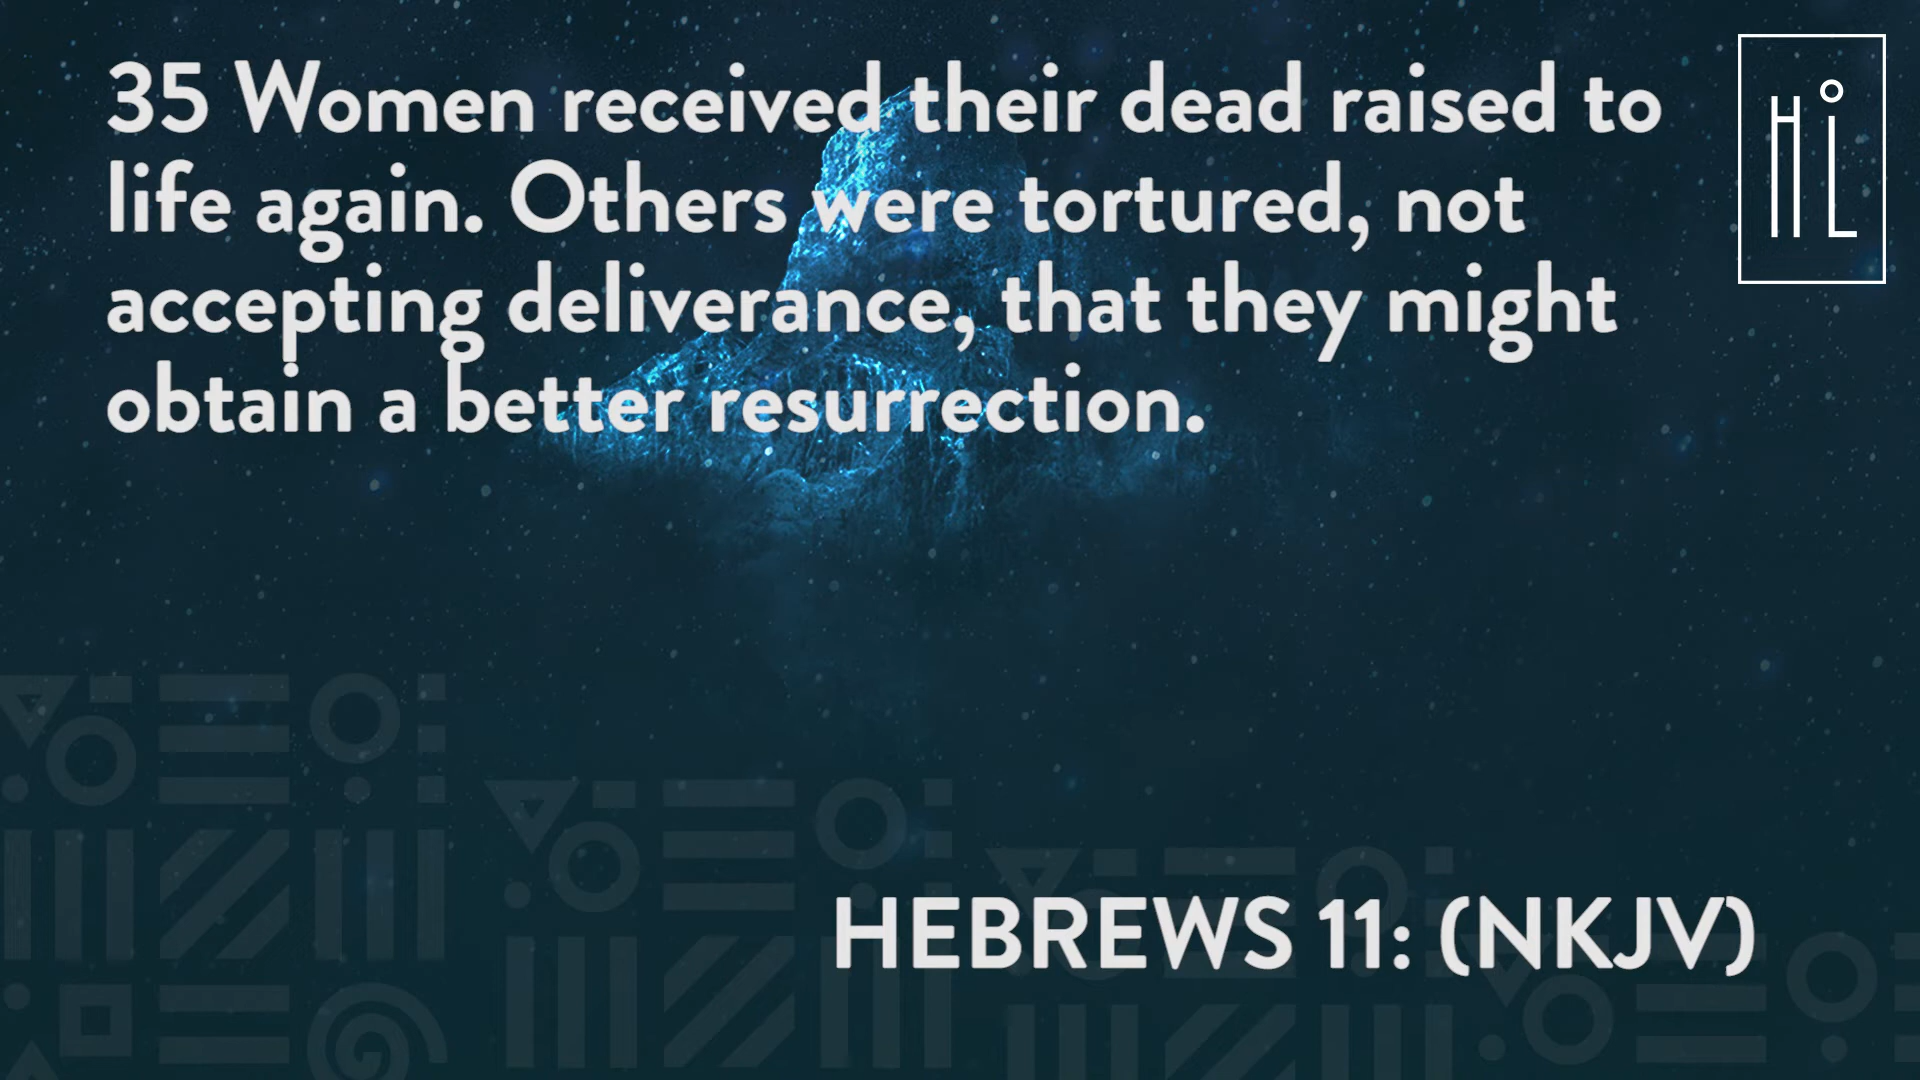 35 Women received their dead raised to
life again. Others were tortured, not
accepting deliverance, that they might
obtain a better resurrection.
HiL
HEBREWS 11: (NKJV)